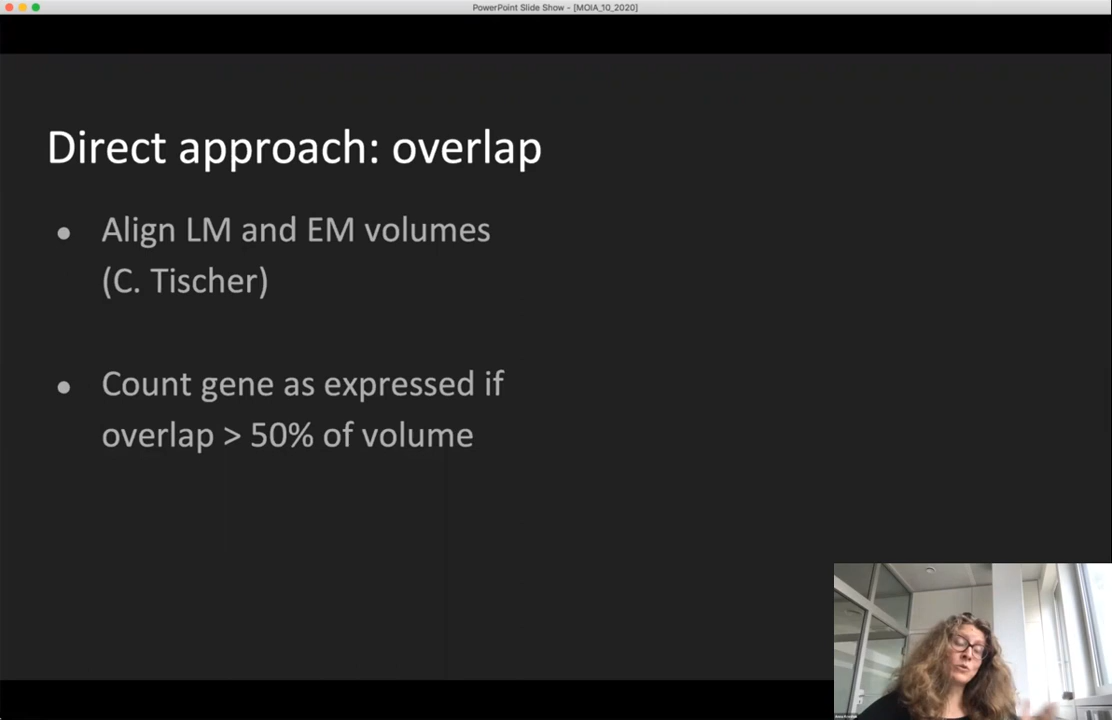 PowerPoint Slide Show - [MOIA_10_2020]
Direct approach: overlap
● Align LM and EM volumes
(C. Tischer)
● Count gene as expressed if
overlap > 50% of volume